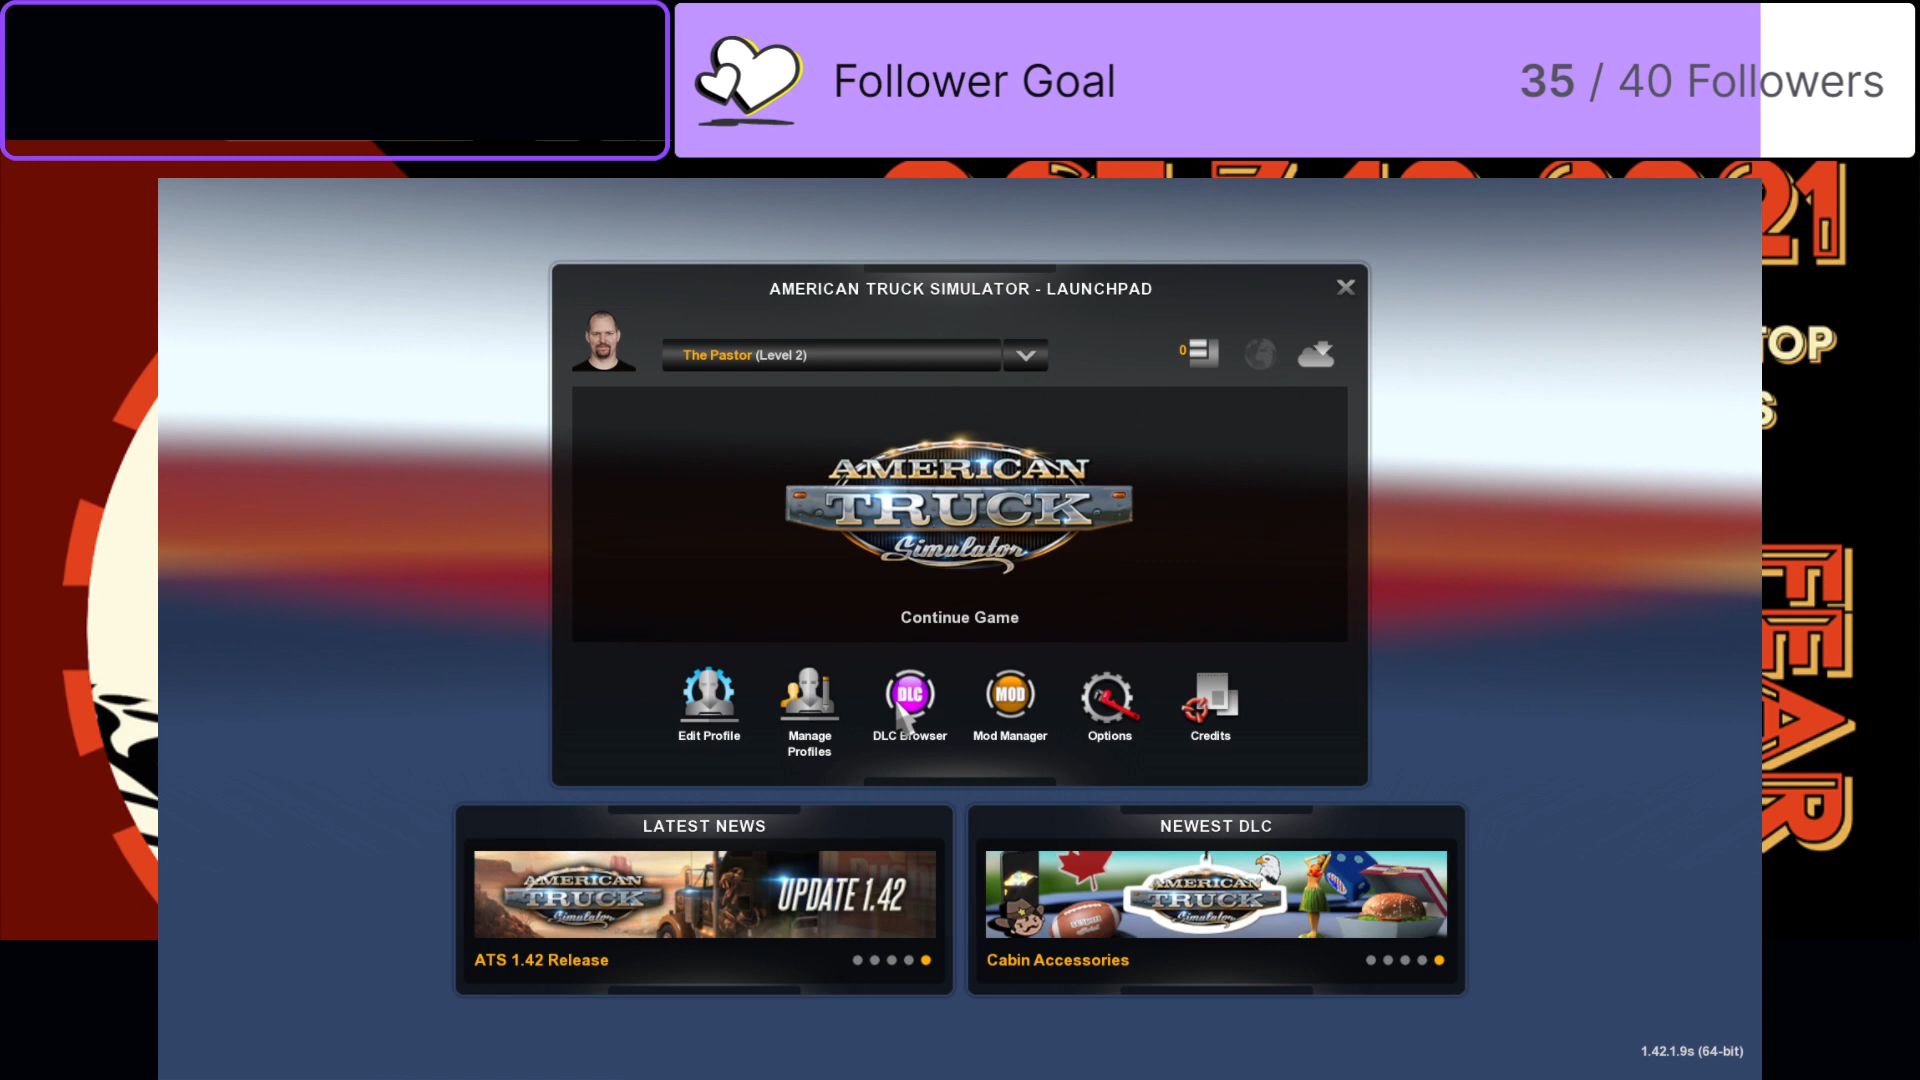 Follower Goal
35 / 40 Followers
2021
TOP
S
FEAR
AMERICAN TRUCK SIMULATOR - LAUNCHPAD
The Pastor (Level 2)
0
AMERICAN
TRUCK
Simulator
Continue Game
DLC
MOD
Edit Profile
Manage
Profiles
DLC Browser
Mod Manager
Options
Credits
LATEST NEWS
NEWEST DLC
AMERICAN
TRUCK
Simulator
UPDATE 1.42
AMERICAN
TRUCK
Simulator
ATS 1.42 Release
Cabin Accessories
1.42.1.9s (64-bit)